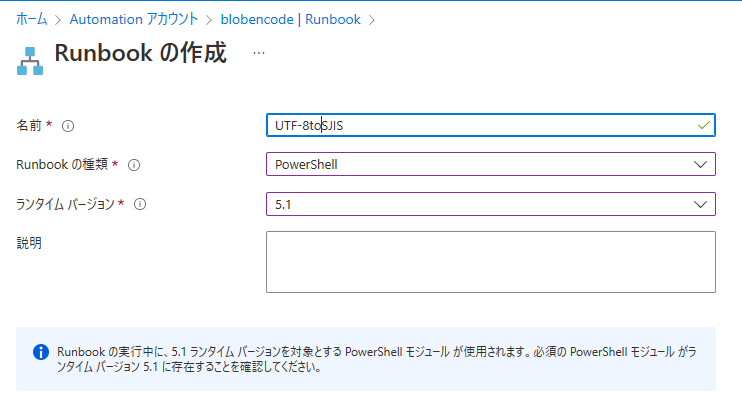 ホーム > Automation アカウント > blobencode | Runbook >
Runbook の作成 ...
名前 *
UTF-8toSJIS
Runbook の種類 *
PowerShell
ランタイム バージョン *
5.1
説明
Runbook の実行中に、5.1 ランタイム バージョンを対象とする PowerShell モジュール が使用されます。必須の PowerShell モジュール がラ
ンタイム バージョン 5.1 に存在することを確認してください。